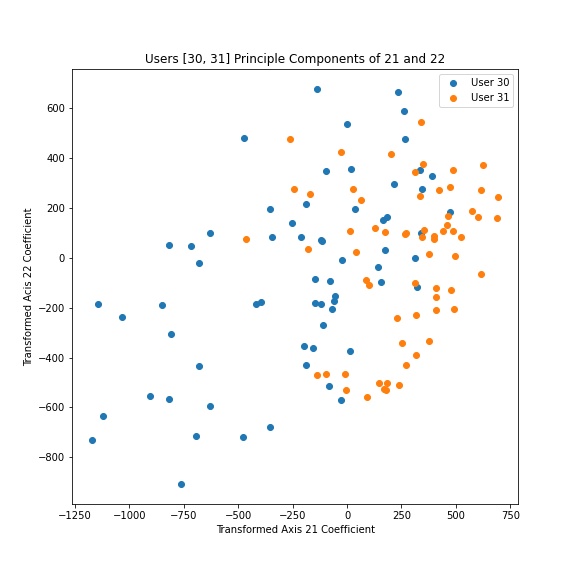 Users [30, 31] Principle Components of 21 and 22
User 30
User 31
Transformed Acis 22 Coefficient
600
400
200
0
−200
−400
−600
−800
−1250 −1000 −750 −500 −250 0 250 500 750
Transformed Axis 21 Coefficient